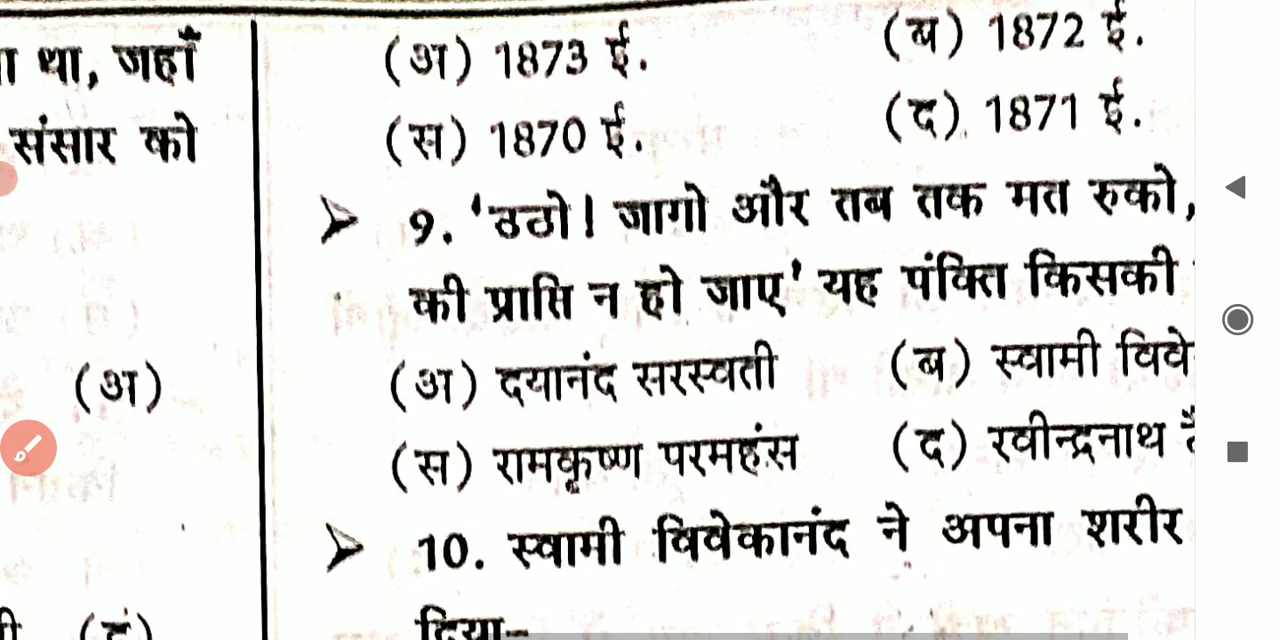 था, जहाँ
संसार को
(अ)
(अ) 1873 ई. (ब) 1872 ई.
(स) 1870 ई. (द) 1871 ई.
9. 'उठो। जागो और तब तक मत रुको,
की प्राप्ति न हो जाए' यह पंक्ति किसकी
(अ) दयानंद सरस्वती (ब) स्वामी विवे
(स) रामकृष्ण परमहंस (द) रवीन्द्रनाथ
10. स्वामी विवेकानंद ने अपना शरीर
दिया–